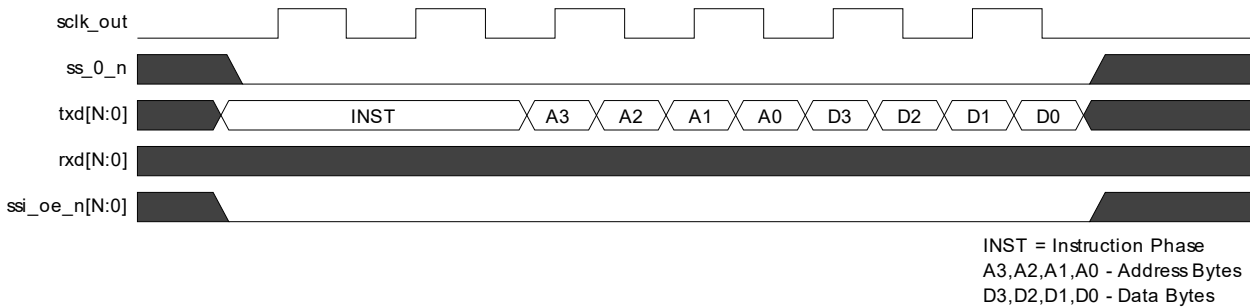 sclk_out
ss_0_n
txd[N:0] INST A3 A2 A1 A0 D3 D2 D1 D0
rxd[N:0]
ssi_oe_n[N:0]
INST = Instruction Phase
A3,A2,A1,A0 - Address Bytes
D3,D2,D1,D0 - Data Bytes